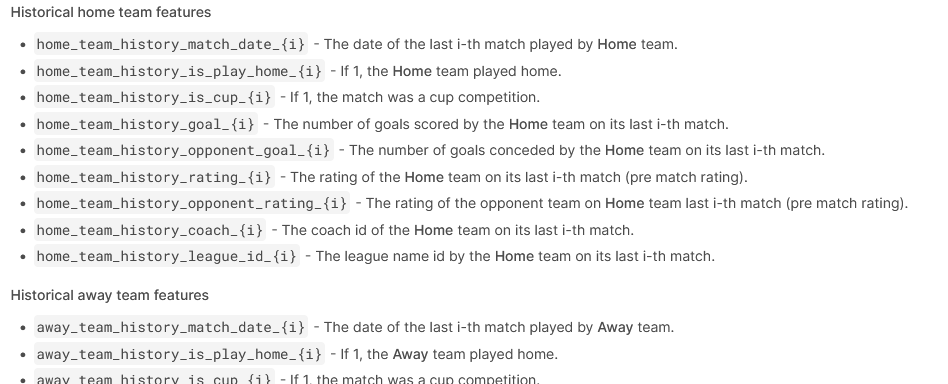 Historical home team features
• home_team_history_match_date_{i} - The date of the last i-th match played by Home team.
• home_team_history_is_play_home_{i} - If 1, the Home team played home.
• home_team_history_is_cup_{i} - If 1, the match was a cup competition.
• home_team_history_goal_{i} - The number of goals scored by the Home team on its last i-th match.
• home_team_history_opponent_goal_{i} - The number of goals conceded by the Home team on its last i-th match.
• home_team_history_rating_{i} - The rating of the Home team on its last i-th match (pre match rating).
• home_team_history_opponent_rating_{i} - The rating of the opponent team on Home team last i-th match (pre match rating).
• home_team_history_coach_{i} - The coach id of the Home team on its last i-th match.
• home_team_history_league_id_{i} - The league name id by the Home team on its last i-th match.
Historical away team features
• away_team_history_match_date_{i} - The date of the last i-th match played by Away team.
• away_team_history_is_play_home_{i} - If 1, the Away team played home.
• away_team_history_is_cup_{i} - If 1, the match was a cup competition.